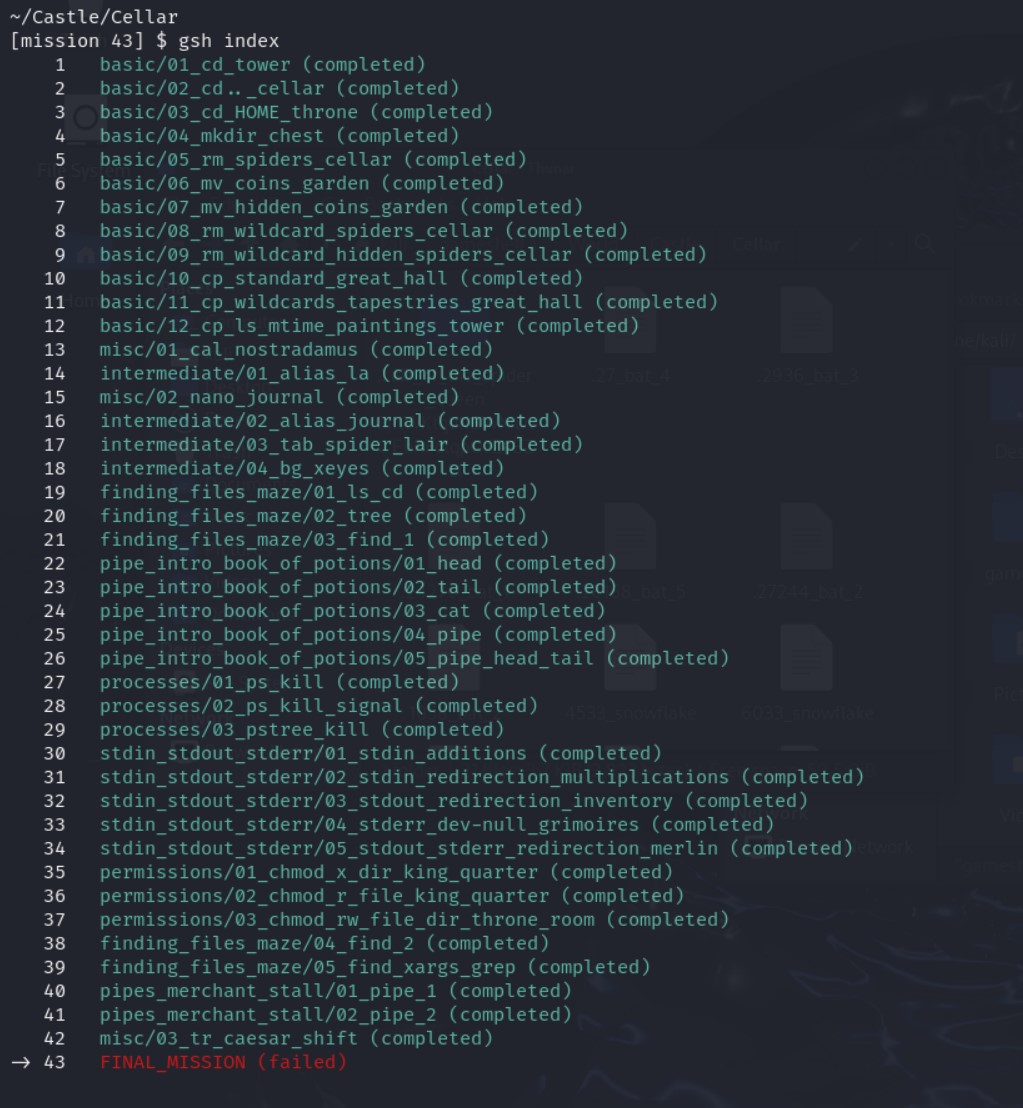 ~/Castle/Cellar
[mission 43] $ gsh index
1 basic/01_cd_tower (completed)
2 basic/02_cd.._cellar (completed)
3 basic/03_cd_HOME_throne (completed)
4 basic/04_mkdir_chest (completed)
5 basic/05_rm_spiders_cellar (completed)
6 basic/06_mv_coins_garden (completed)
7 basic/07_mv_hidden_coins_garden (completed)
8 basic/08_rm_wildcard_spiders_cellar (completed)
9 basic/09_rm_wildcard_hidden_spiders_cellar (completed)
10 basic/10_cp_standard_great_hall (completed)
11 basic/11_cp_wildcards_tapestries_great_hall (completed)
12 basic/12_cp_ls_mtime_paintings_tower (completed)
13 misc/01_cal_nostradamus (completed)
14 intermediate/01_alias_la (completed)
15 misc/02_nano_journal (completed)
16 intermediate/02_alias_journal (completed)
17 intermediate/03_tab_spider_lair (completed)
18 intermediate/04_bg_xeyes (completed)
19 finding_files_maze/01_ls_cd (completed)
20 finding_files_maze/02_tree (completed)
21 finding_files_maze/03_find_1 (completed)
22 pipe_intro_book_of_potions/01_head (completed)
23 pipe_intro_book_of_potions/02_tail (completed)
24 pipe_intro_book_of_potions/03_cat (completed)
25 pipe_intro_book_of_potions/04_pipe (completed)
26 pipe_intro_book_of_potions/05_pipe_head_tail (completed)
27 processes/01_ps_kill (completed)
28 processes/02_ps_kill_signal (completed)
29 processes/03_pstree_kill (completed)
30 stdin_stdout_stderr/01_stdin_additions (completed)
31 stdin_stdout_stderr/02_stdin_redirection_multiplications (completed)
32 stdin_stdout_stderr/03_stdout_redirection_inventory (completed)
33 stdin_stdout_stderr/04_stderr_dev-null_grimoires (completed)
34 stdin_stdout_stderr/05_stdout_stderr_redirection_merlin (completed)
35 permissions/01_chmod_x_dir_king_quarter (completed)
36 permissions/02_chmod_r_file_king_quarter (completed)
37 permissions/03_chmod_rw_file_dir_throne_room (completed)
38 finding_files_maze/04_find_2 (completed)
39 finding_files_maze/05_find_xargs_grep (completed)
40 pipes_merchant_stall/01_pipe_1 (completed)
41 pipes_merchant_stall/02_pipe_2 (completed)
42 misc/03_tr_caesar_shift (completed)
→ 43 FINAL_MISSION (failed)